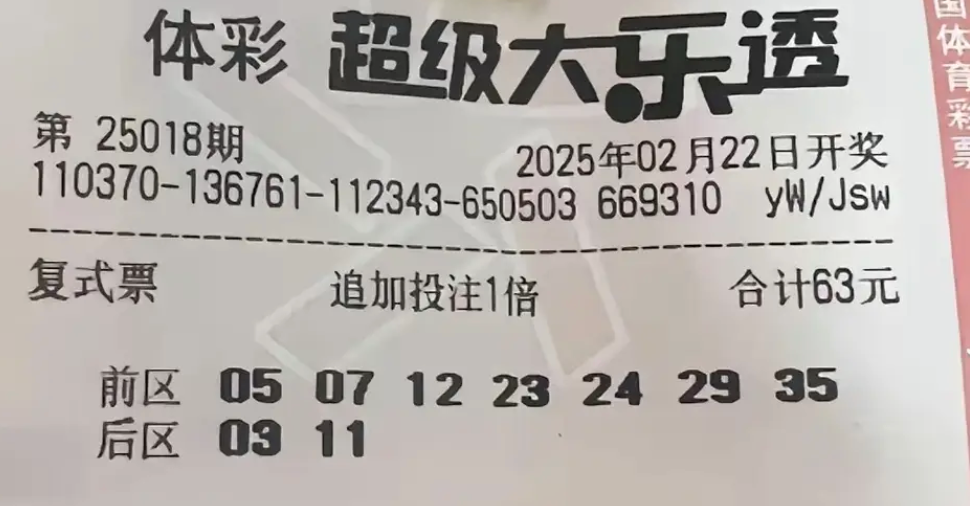 体彩 超级大乐透
第 25018期 2025年02月22日开奖
110370-136761-112343-650503 669310 yW/Jsw
复式票 追加投注1倍 合计63元
前区 05 07 12 23 24 29 35
后区 03 11
国体育彩票